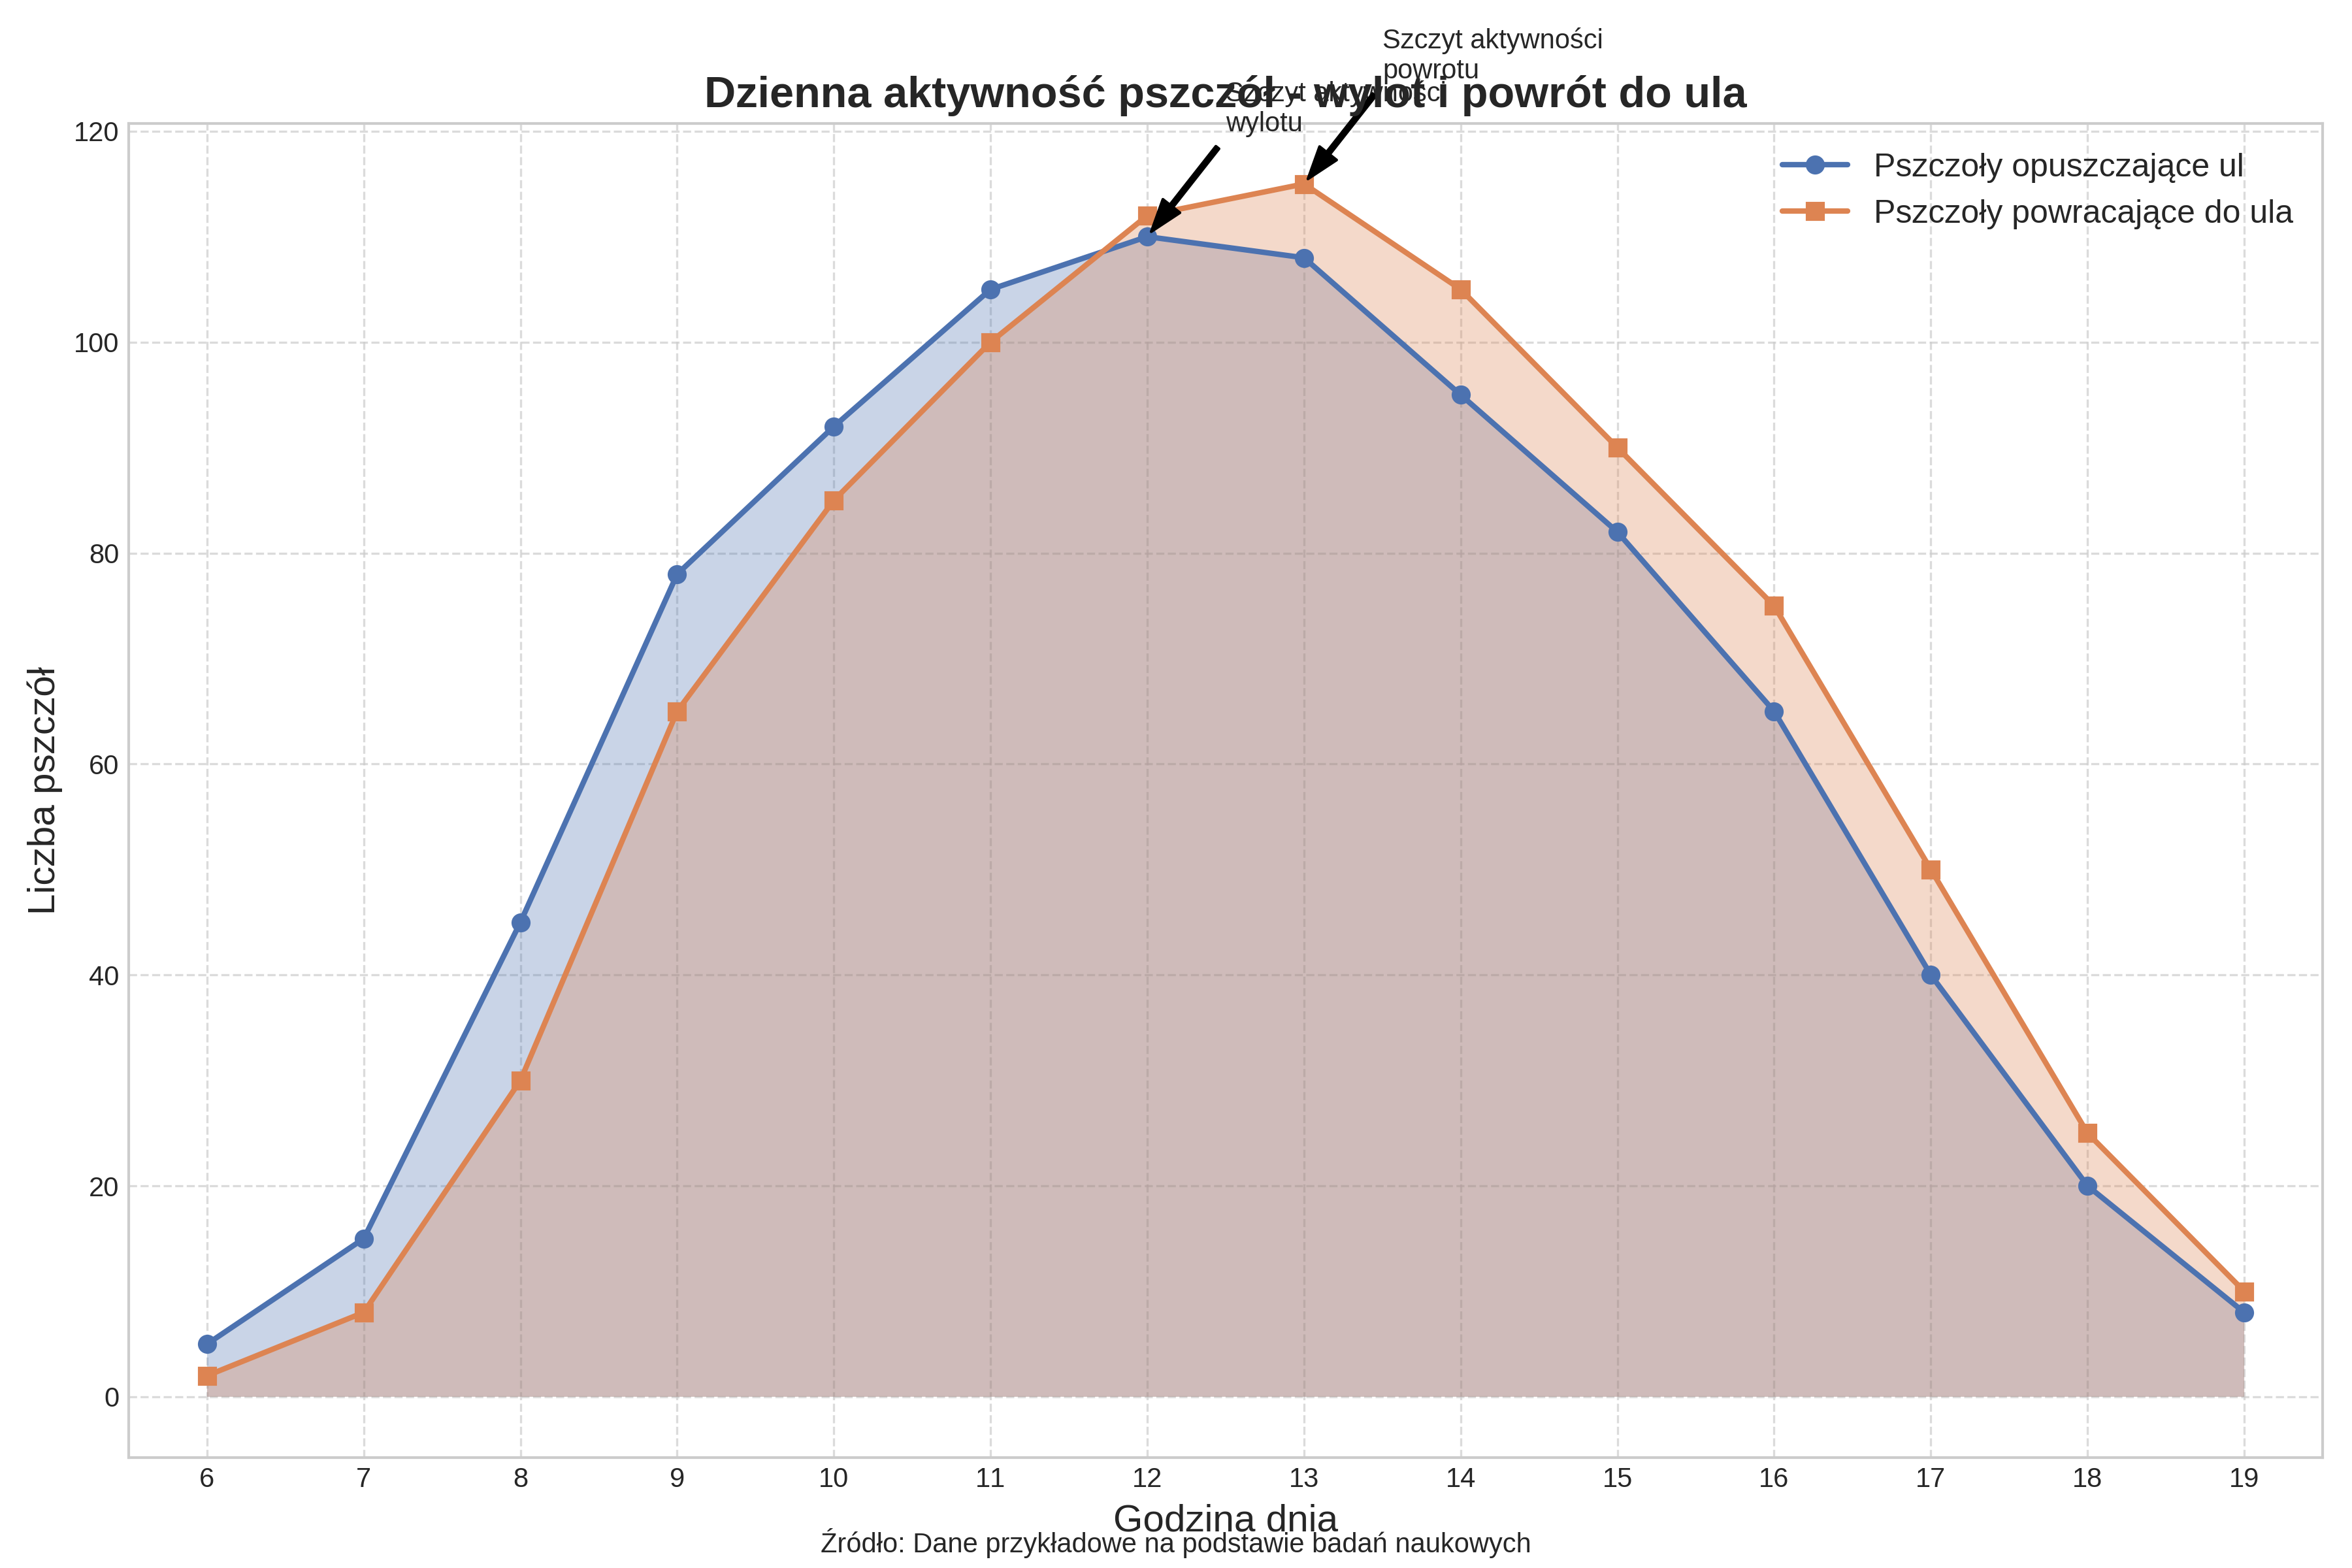 Szczyt aktywności
powrotu
Dzienna aktywność pszczół - wylot i powrót do ula
Szczyt aktywności
wylotu
Pszczoły opuszczające ul
Pszczoły powracające do ula
Liczba pszczół
120
100
80
60
40
20
0
6 7 8 9 10 11 12 13 14 15 16 17 18 19
Godzina dnia
Źródło: Dane przykładowe na podstawie badań naukowych